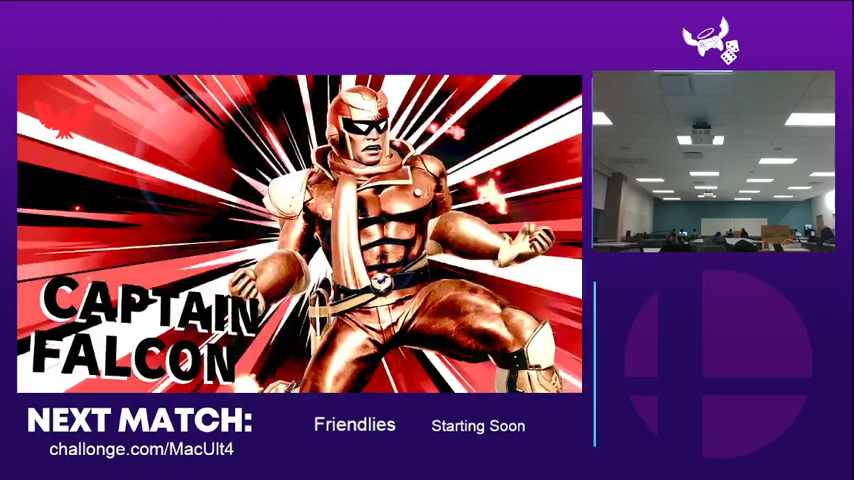 CAPTAIN
FALCON
NEXT MATCH:
challonge.com/MacUlt4
Friendlies
Starting Soon